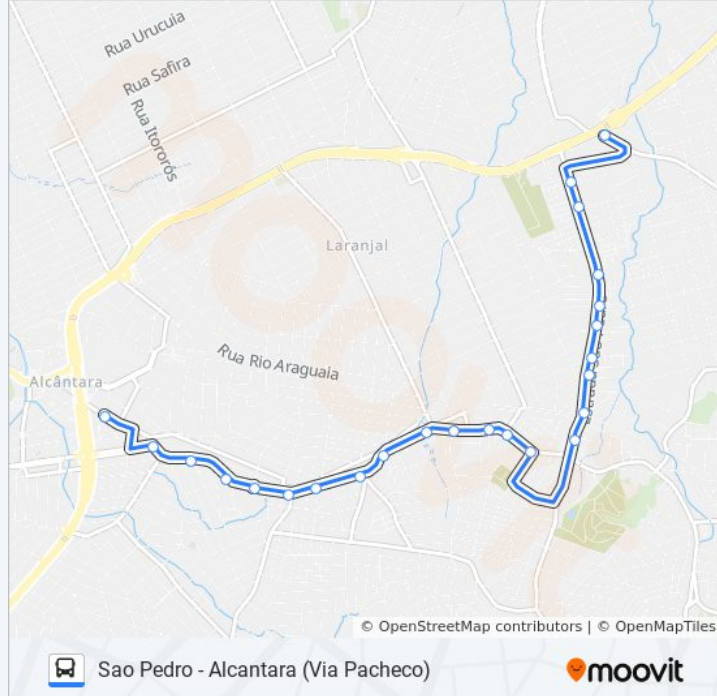 Rua Urucuia
Rua Safira
Rua Itororós
Laranjal
Rua Rio Araguaia
Alcântara
© OpenStreetMap contributors | © OpenMapTiles
Sao Pedro - Alcantara (Via Pacheco)
moovit